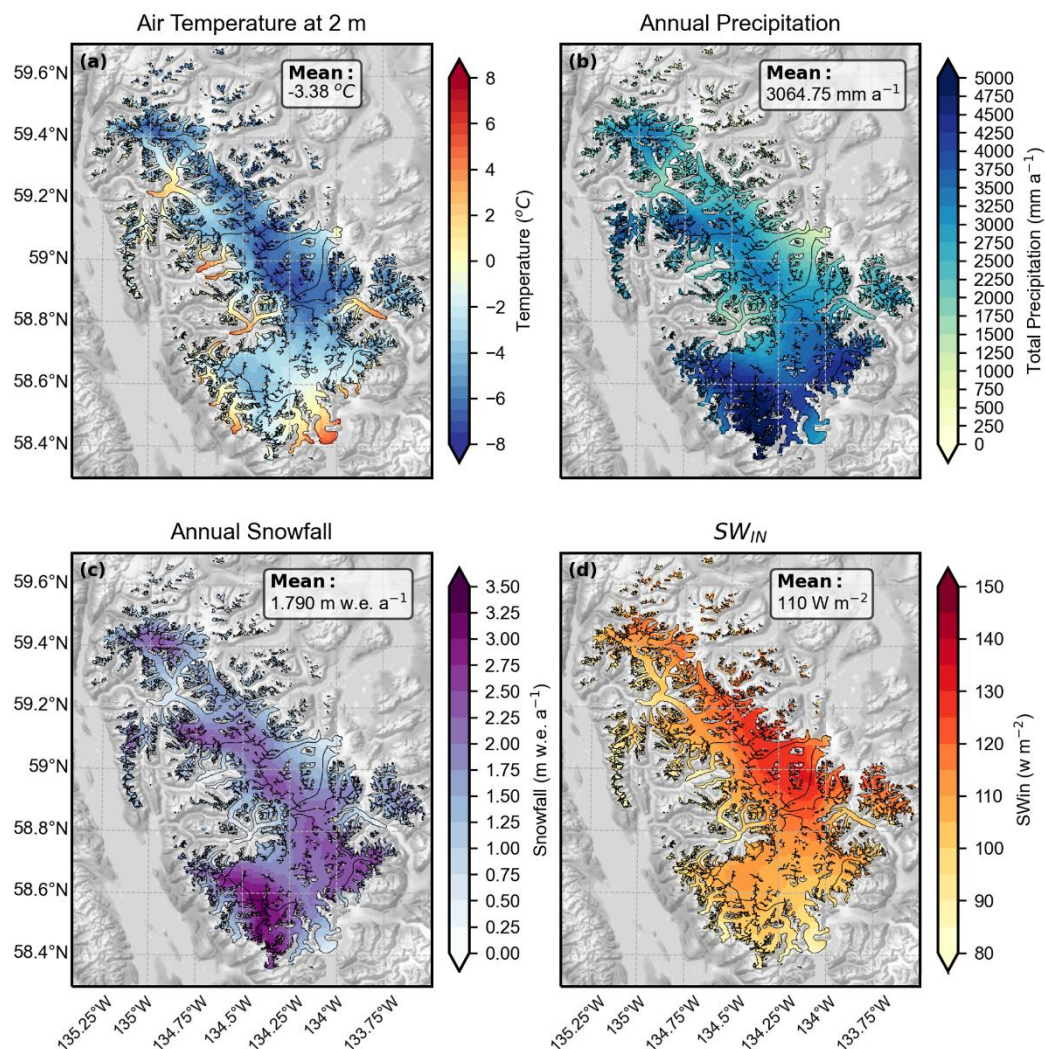 Air Temperature at 2 m
Annual Precipitation
(a)
Mean :
-3.38 °C
59.6°N
59.4°N
59.2°N
59°N
58.8°N
58.6°N
58.4°N
8
6
4
2
0
−2
−4
−6
−8
Temperature (°C)
(b)
Mean :
3064.75 mm a⁻¹
5000
4750
4500
4250
4000
3750
3500
3250
3000
2750
2500
2250
2000
1750
1500
1250
1000
750
500
250
0
Total Precipitation (mm a⁻¹)
Annual Snowfall
SW_IN
(c)
Mean :
1.790 m w.e. a⁻¹
59.6°N
59.4°N
59.2°N
59°N
58.8°N
58.6°N
58.4°N
135.25°W
135°W
134.75°W
134.5°W
134.25°W
134°W
133.75°W
3.50
3.25
3.00
2.75
2.50
2.25
2.00
1.75
1.50
1.25
1.00
0.75
0.50
0.25
0.00
Snowfall (m w.e. a⁻¹)
(d)
Mean :
110 W m⁻²
135.25°W
135°W
134.75°W
134.5°W
134.25°W
134°W
133.75°W
150
140
130
120
110
100
90
80
SWin (w m⁻²)